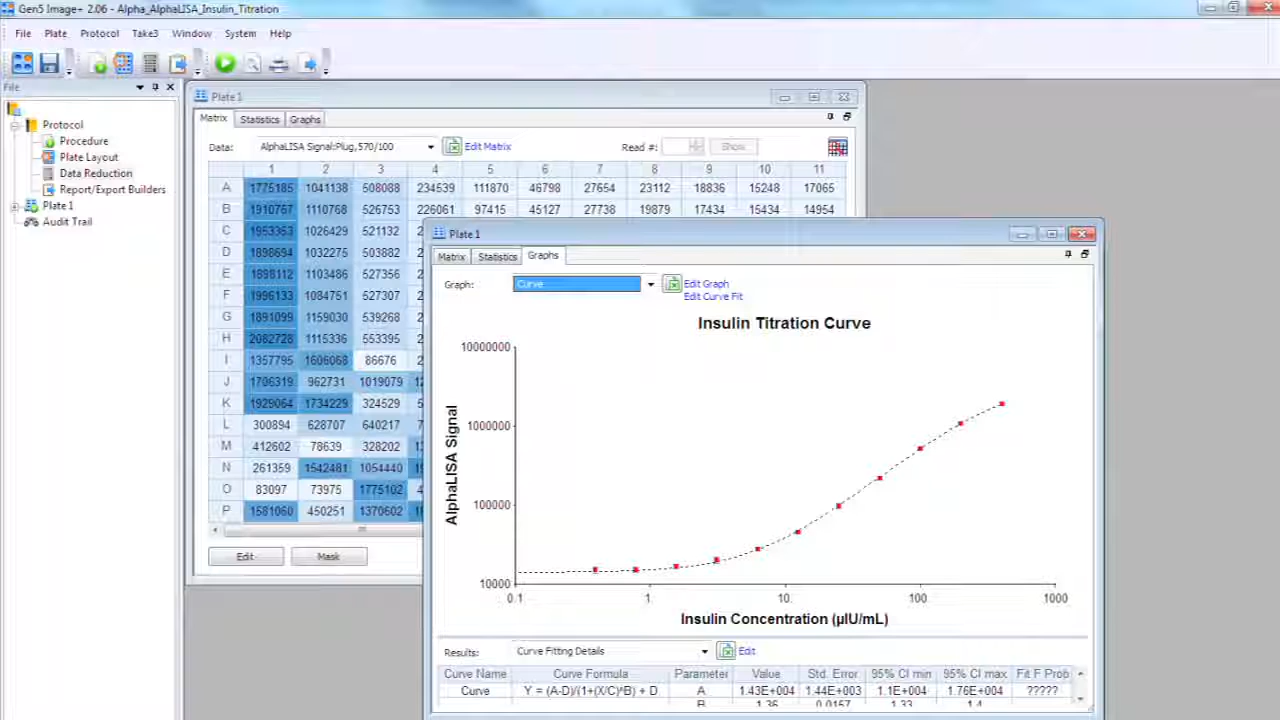 Gen5 Image+ 2.06 - Alpha_AlphaLISA_Insulin_Titration
File Plate Protocol Take3 Window System Help
File
Protocol
Procedure
Plate Layout
Data Reduction
Report/Export Builders
Plate 1
Audit Trail
Plate 1
Matrix Statistics Graphs
Data: AlphaLISA Signal:Plug,570/100 Edit Matrix Read #: Show
1 2 3 4 5 6 7 8 9 10 11
A 1775185 1041138 508088 234539 111870 46798 27654 23112 18836 15248 17065
B 1910767 1110768 526753 226061 97415 45127 27738 19879 17434 15434 14954
C 1953353 1026429 521132
D 1898694 1032275 503882
E 1898112 1103486 527356
F 1996133 1084751 527307
G 1891099 1159030 539268
H 2082728 1115336 553395
I 1357795 1606068 86676
J 1706319 962731 1019079
K 1929064 1734229 324529
L 300894 628707 640217
M 412602 78639 328202
N 261359 1542481 1054440
O 83097 73975 1775102
P 1581060 450251 1370602
Edit Mask
Plate 1
Matrix Statistics Graphs
Graph: Curve Edit Graph
Edit Curve Fit
Insulin Titration Curve
10000000
1000000
100000
10000
AlphaLISA Signal
0.1 1. 10. 100. 1000
Insulin Concentration (µIU/mL)
Results: Curve Fitting Details Edit
Curve Name Curve Formula Parameter Value Std. Error 95% CI min 95% CI max Fit F Prob
Curve Y = (A-D)/(1+(X/C)^B) + D A 1.43E+004 1.44E+003 1.1E+004 1.76E+004 ?????
B 1.36 0.0157 1.33 1.4